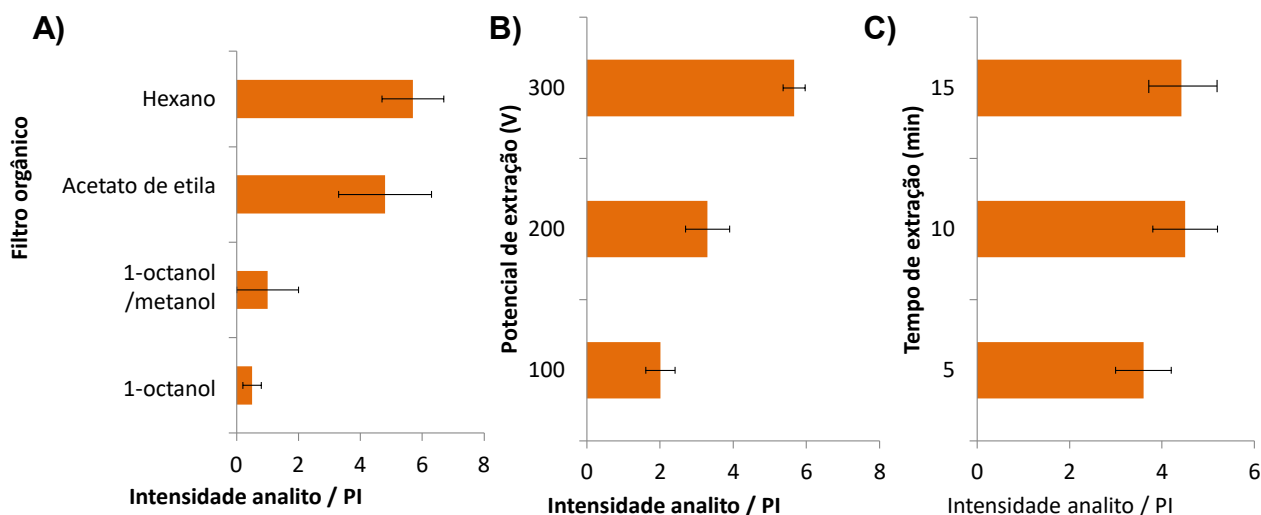 A)
Filtro orgânico
Hexano
Acetato de etila
1-octanol
/metanol
1-octanol
0 2 4 6 8
Intensidade analito / PI
B)
Potencial de extração (V)
300
200
100
0 2 4 6 8
Intensidade analito / PI
C)
Tempo de extração (min)
15
10
5
0 2 4 6
Intensidade analito / PI